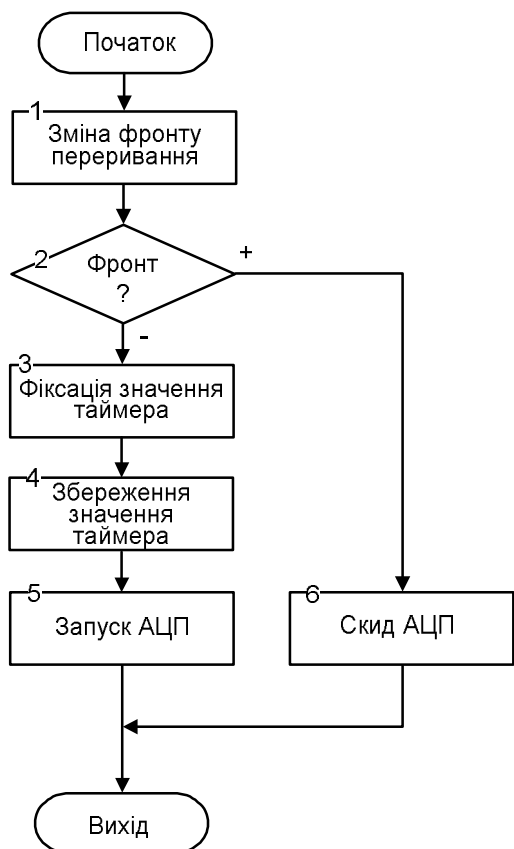 Початок
1
Зміна фронту
переривання
2
Фронт
?
+
-
3
Фіксація значення
таймера
4
Збереження
значення
таймера
5
Запуск АЦП
6
Скид АЦП
Вихід